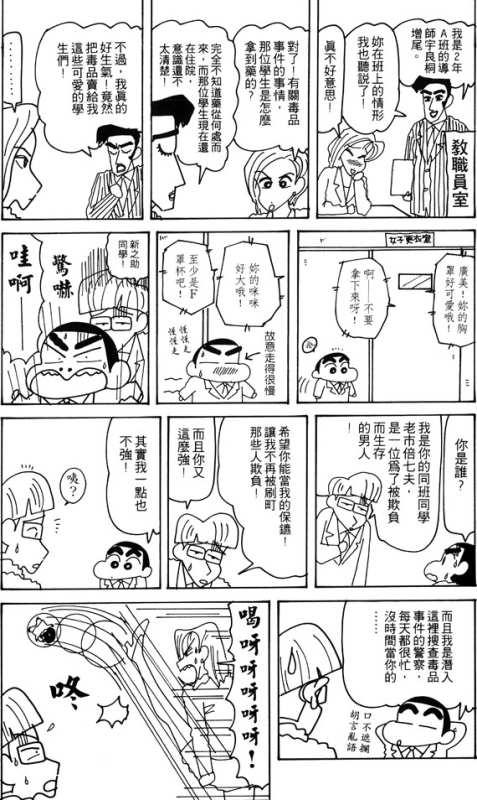 我是2年
A班的導
師宇良桐
增尾。
教職員室
妳在班上的情形
我也聽說了！
真不好意思！
對了！有關毒品
事件的事情，
那位學生是怎麼
拿到藥的？
完全不知道藥從何處而
來，而那位學生現在還
在住院，
意識還不
太清楚！
不過，我真的
好生氣！竟然
把毒品賣給我
這些可愛的學
生們！
………
女子更衣室
廣美！妳的胸
罩好可愛哦！
啊，不要
拿下來呀！
妳的咪咪
好大哦！
至少是F
罩杯吧！
故意走得很慢
慢慢走
慢慢走
新之助
同學！
驚嚇
哇啊
你是誰？
我是你的同班同學
老市倍七夫，
是一位爲了被欺負
而生存
的男人
！
希望你能當我的保鑣！
讓我不再被刷町
那些人欺負！
而且你又
這麼強！
其實我一點也
不強！
咦？
而且我是潛入
這裡搜查毒品
事件的警察，
每天都很忙，
沒時間當你的
……
口不遮攔
胡言亂語
喝呀呀呀呀呀呀！
咚